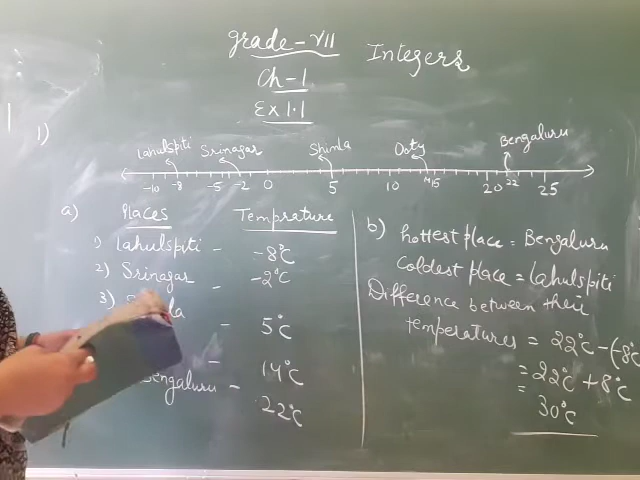 grade-VII Integers
Ch-1
Ex 1.1
1)
Lahulspiti Srinagar Shimla Ooty Bengaluru
-10 -8 -5 -2 0 5 10 14 15 20 22 25
a) Places Temprature
1) Lahulspiti - -8°C
2) Srinagar - -2°C
3) - 5°C
- 14°C
Bengaluru - 22°C
b) hottest place = Bengaluru
Coldest place = Lahulspiti
Difference between their
temperatures = 22°C - (-8°C
= 22°C + 8°C
= 30°C